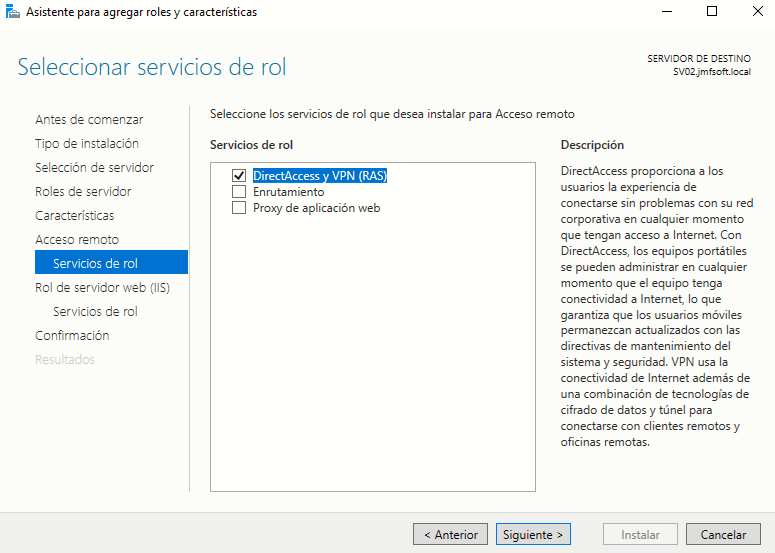 Asistente para agregar roles y características
Seleccionar servicios de rol
SERVIDOR DE DESTINO
SV02.jmfsoft.local
Antes de comenzar
Tipo de instalación
Selección de servidor
Roles de servidor
Características
Acceso remoto
Servicios de rol
Rol de servidor web (IIS)
Servicios de rol
Confirmación
Resultados
Seleccione los servicios de rol que desea instalar para Acceso remoto
Servicios de rol
DirectAccess y VPN (RAS)
Enrutamiento
Proxy de aplicación web
Descripción
DirectAccess proporciona a los
usuarios la experiencia de
conectarse sin problemas con su red
corporativa en cualquier momento
que tengan acceso a Internet. Con
DirectAccess, los equipos portátiles
se pueden administrar en cualquier
momento que el equipo tenga
conectividad a Internet, lo que
garantiza que los usuarios móviles
permanezcan actualizados con las
directivas de mantenimiento del
sistema y seguridad. VPN usa la
conectividad de Internet además de
una combinación de tecnologías de
cifrado de datos y túnel para
conectarse con clientes remotos y
oficinas remotas.
< Anterior
Siguiente >
Instalar
Cancelar